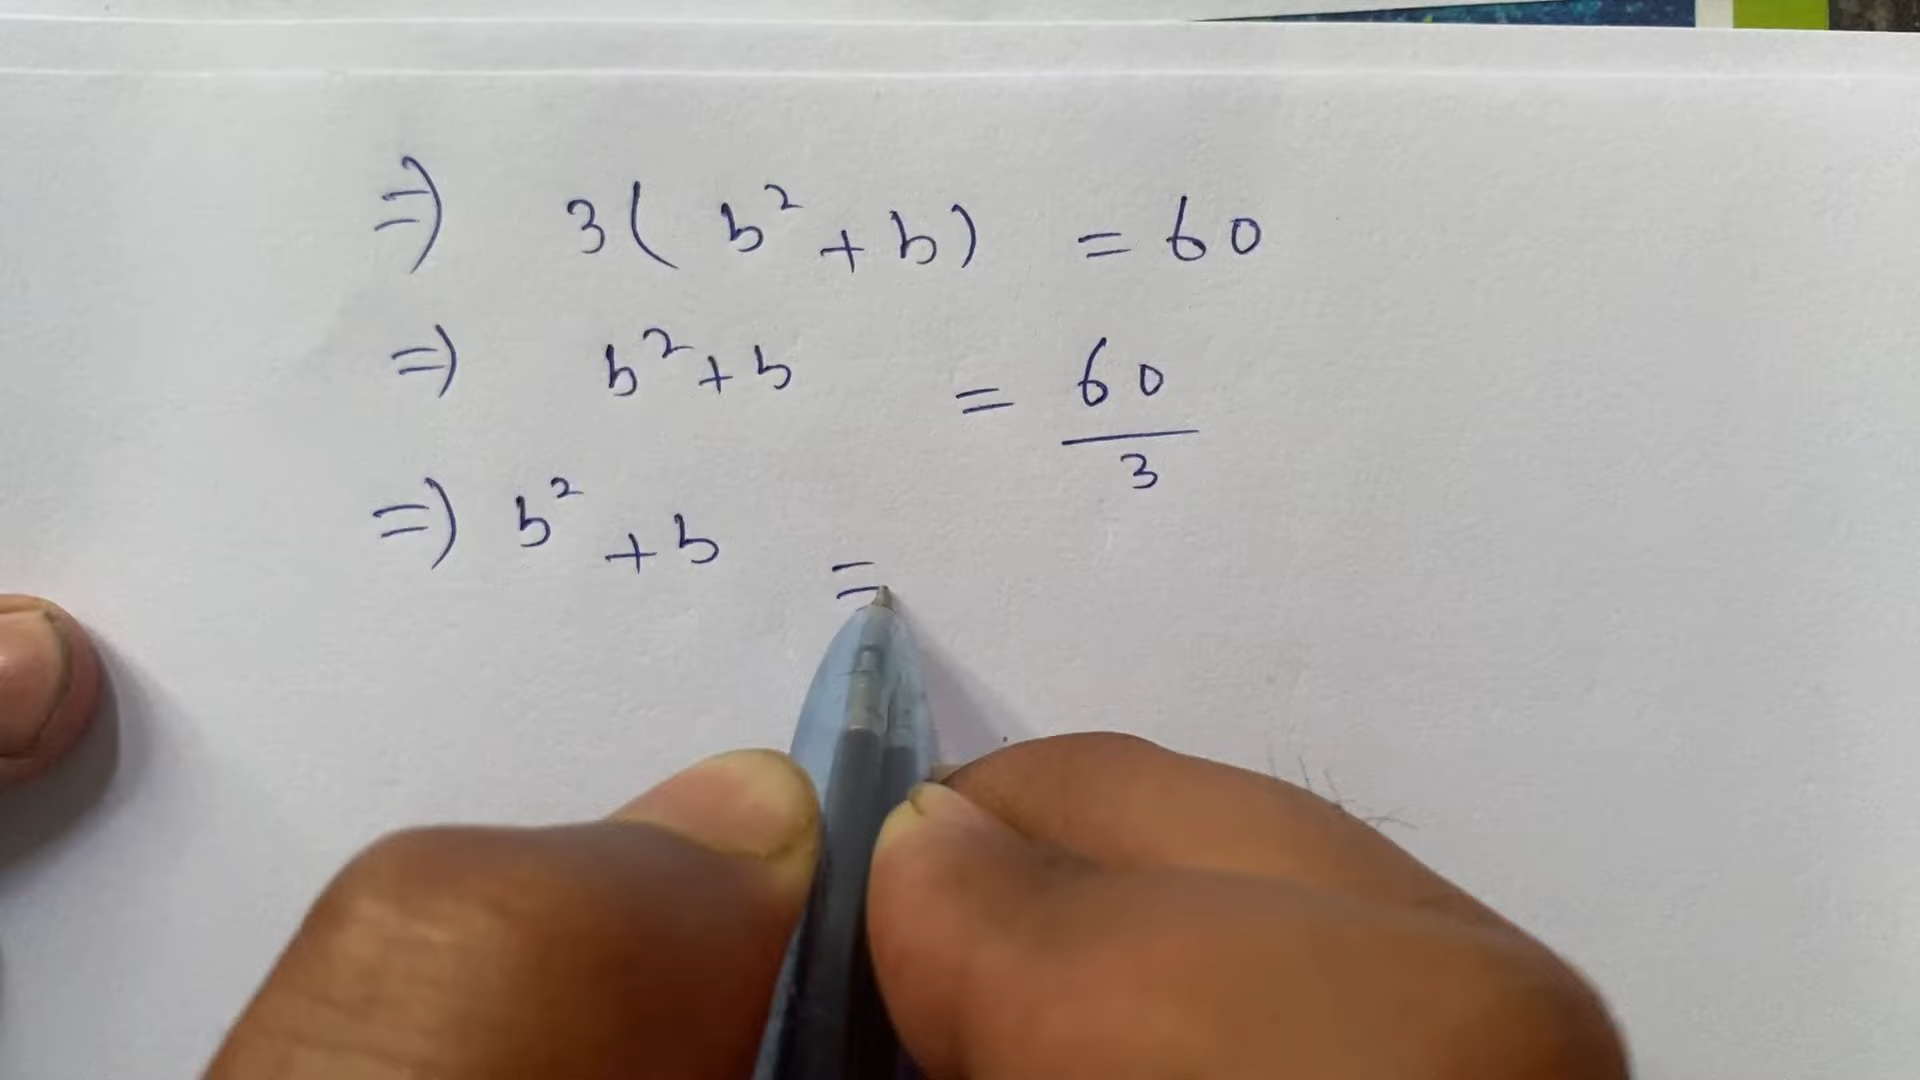 ⇒ 3(b² + b) = 60
⇒ b² + b = 60/3
⇒ b² + b =